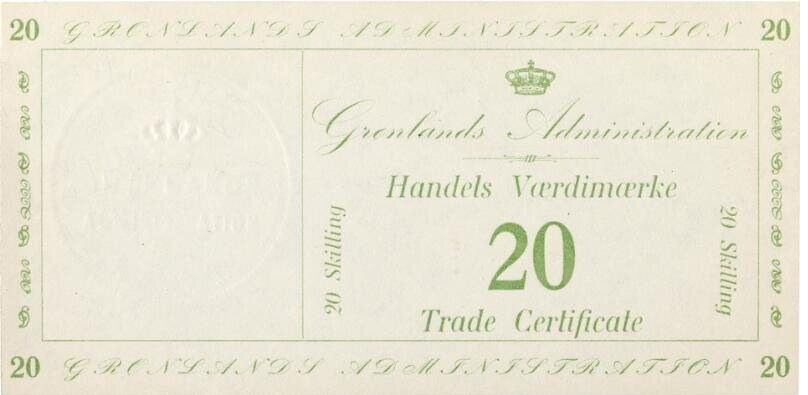 20 GRØNLANDS ADMINISTRATION 20
Grønlands Administration
Handels Værdimærke
20 Skilling
20
20 Skilling
Trade Certificate
20 GRØNLANDS ADMINISTRATION 20